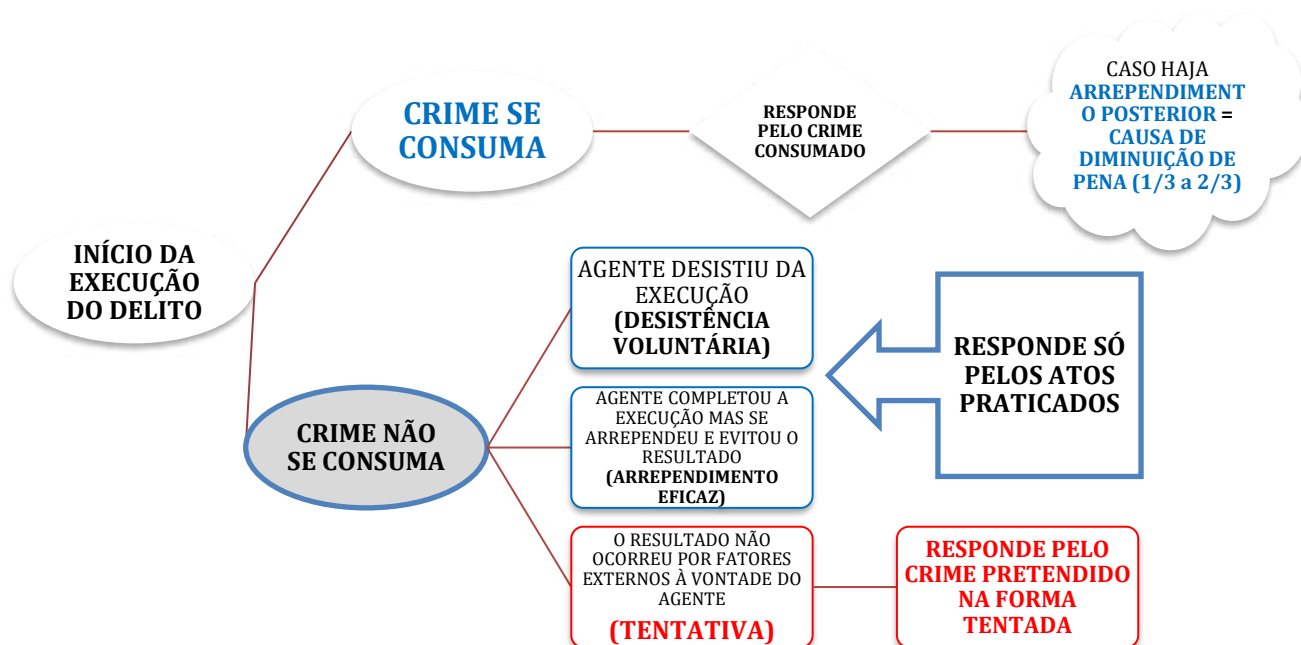 INÍCIO DA
EXECUÇÃO
DO DELITO
CRIME SE
CONSUMA
RESPONDE
PELO CRIME
CONSUMADO
CASO HAJA
ARREPENDIMENT
O POSTERIOR =
CAUSA DE
DIMINUIÇÃO DE
PENA (1/3 a 2/3)
CRIME NÃO
SE CONSUMA
AGENTE DESISTIU DA
EXECUÇÃO
(DESISTÊNCIA
VOLUNTÁRIA)
AGENTE COMPLETOU A
EXECUÇÃO MAS SE
ARREPENDEU E EVITOU O
RESULTADO
(ARREPENDIMENTO
EFICAZ)
RESPONDE SÓ
PELOS ATOS
PRATICADOS
O RESULTADO NÃO
OCORREU POR FATORES
EXTERNOS À VONTADE DO
AGENTE
(TENTATIVA)
RESPONDE PELO
CRIME PRETENDIDO
NA FORMA
TENTADA